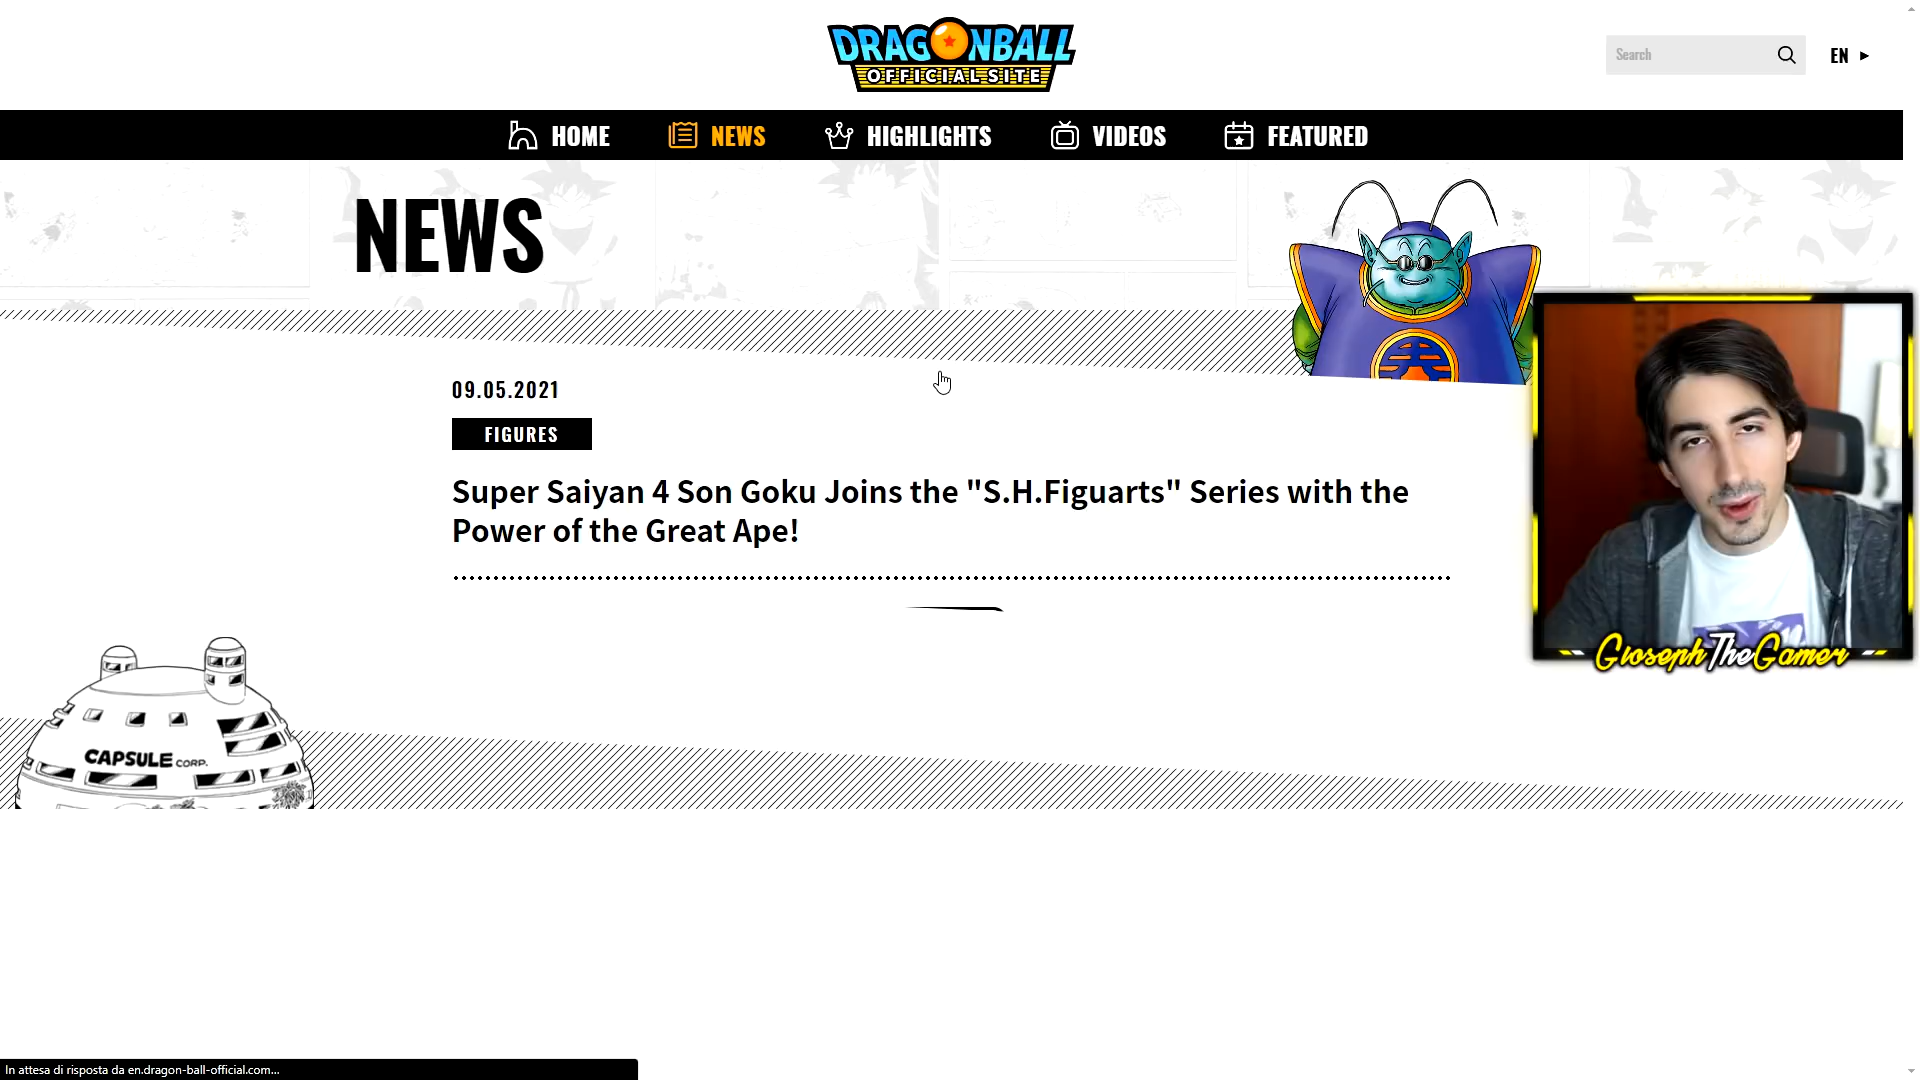 DRAGONBALL
OFFICIAL SITE
Search
EN
HOME
NEWS
HIGHLIGHTS
VIDEOS
FEATURED
NEWS
09.05.2021
FIGURES
Super Saiyan 4 Son Goku Joins the "S.H.Figuarts" Series with the
Power of the Great Ape!
GiosephTheGamer
CAPSULE CORP.
In attesa di risposta da en.dragon-ball-official.com...